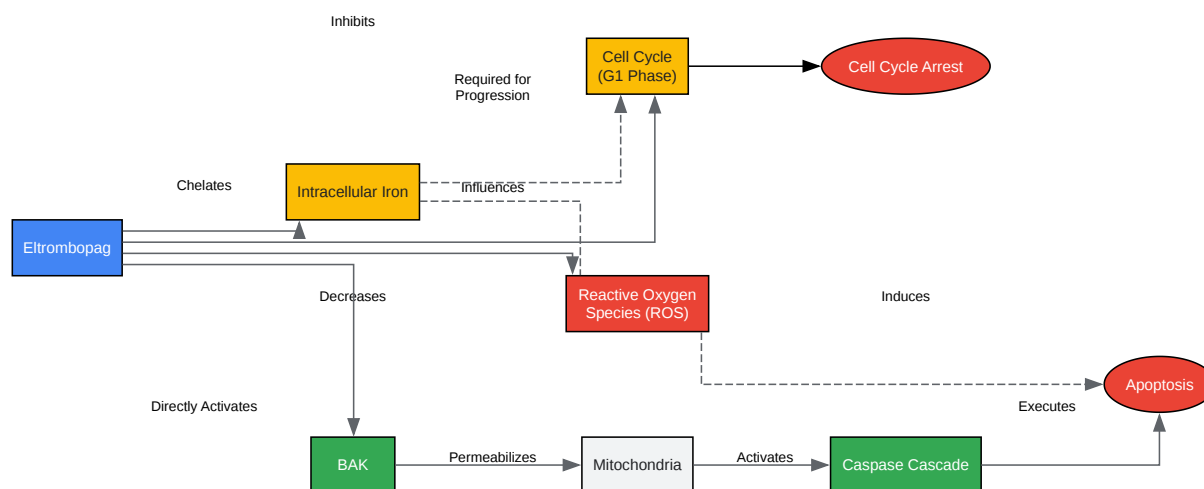 Inhibits
Cell Cycle
(G1 Phase)
Cell Cycle Arrest
Required for
Progression
Chelates
Intracellular Iron
Influences
Eltrombopag
Decreases
Reactive Oxygen
Species (ROS)
Induces
Apoptosis
Directly Activates
Executes
BAK
Permeabilizes
Mitochondria
Activates
Caspase Cascade